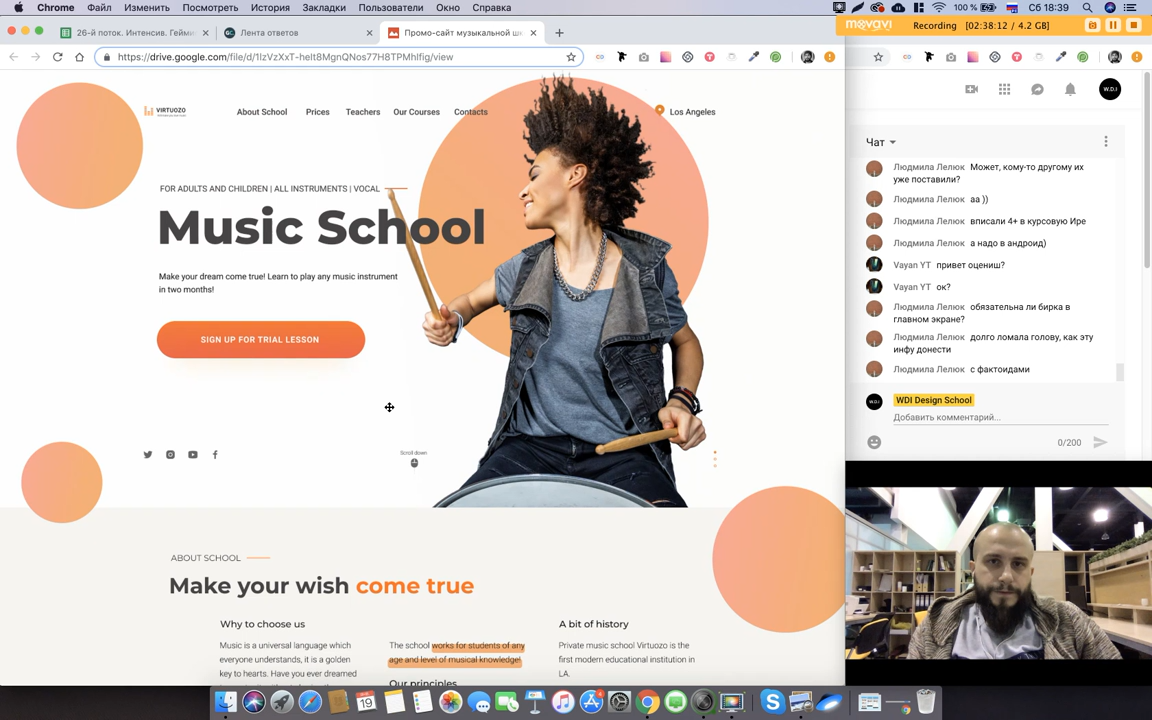 Chrome Файл Изменить Посмотреть История Закладки Пользователи Окно Справка
100 % Сб 18:39
movavi Recording [02:38:12 / 4.2 GB]
26-й поток. Интенсив. Гейми
Лента ответов
Промо-сайт музыкальной шк
https://drive.google.com/file/d/1IzVzXxT-heIt8MgnQNos77H8TPMhlfig/view
VIRTUOZO
About School Prices Teachers Our Courses Contacts
Los Angeles
FOR ADULTS AND CHILDREN | ALL INSTRUMENTS | VOCAL
Music School
Make your dream come true! Learn to play any music instrument
in two months!
SIGN UP FOR TRIAL LESSON
Scroll down
ABOUT SCHOOL
Make your wish come true
Why to choose us
Music is a universal language which
everyone understands, it is a golden
key to hearts. Have you ever dreamed
The school works for students of any
age and level of musical knowledge!
Our principles
A bit of history
Private music school Virtuozo is the
first modern educational institution in
LA.
W.D.I
Чат
Людмила Лелюк Может, кому-то другому их
уже поставили?
Людмила Лелюк аа ))
Людмила Лелюк вписали 4+ в курсовую Ире
Людмила Лелюк а надо в андроид)
Vayan YT привет оцениш?
Vayan YT ок?
Людмила Лелюк обязательна ли бирка в
главном экране?
Людмила Лелюк долго ломала голову, как эту
инфу донести
Людмила Лелюк с фактоидами
WDI Design School
Добавить комментарий...
0/200
19